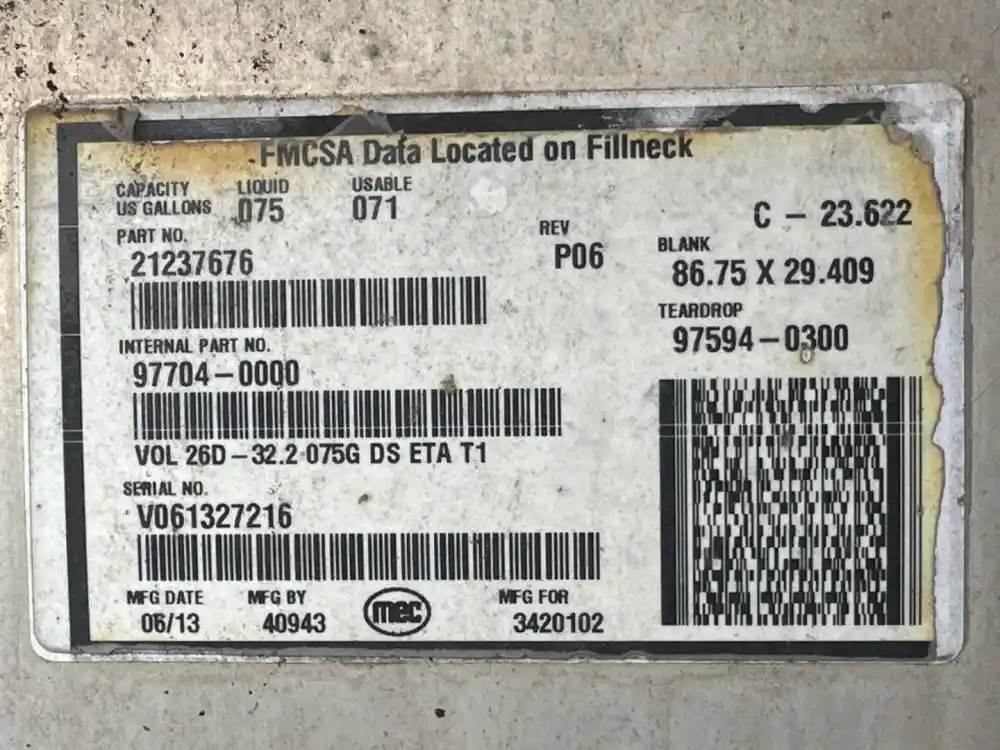 FMCSA Data Located on Fillneck
CAPACITY US GALLONS
LIQUID 075
USABLE 071
PART NO.
21237676
REV
P06
C - 23.622
BLANK
86.75 X 29.409
TEARDROP
97594-0300
INTERNAL PART NO.
97704-0000
VOL 26D-32.2 075G DS ETA T1
SERIAL NO.
V061327216
MFG DATE
06/13
MFG BY
40943
mec
MFG FOR
3420102